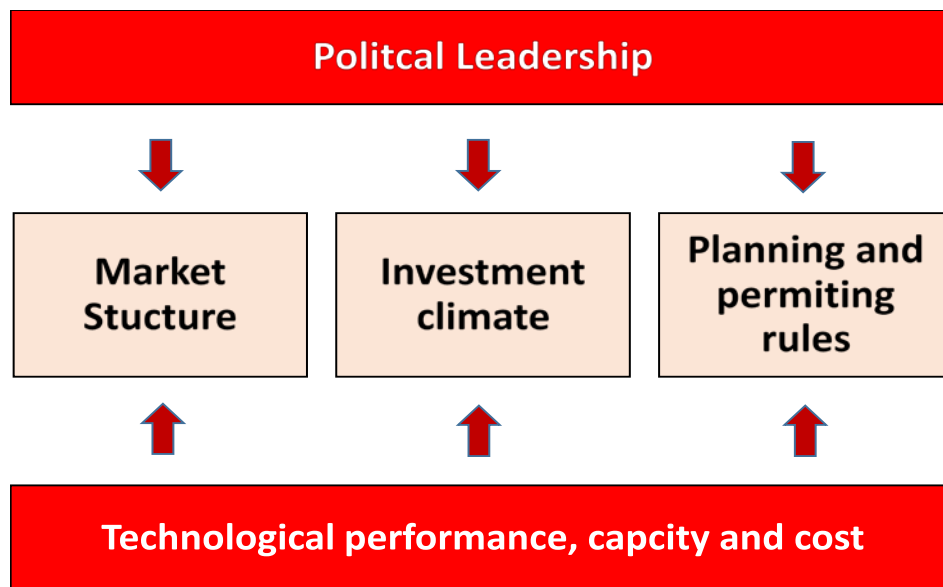 Politcal Leadership
Market
Stucture
Investment
climate
Planning and
permiting
rules
Technological performance, capcity and cost